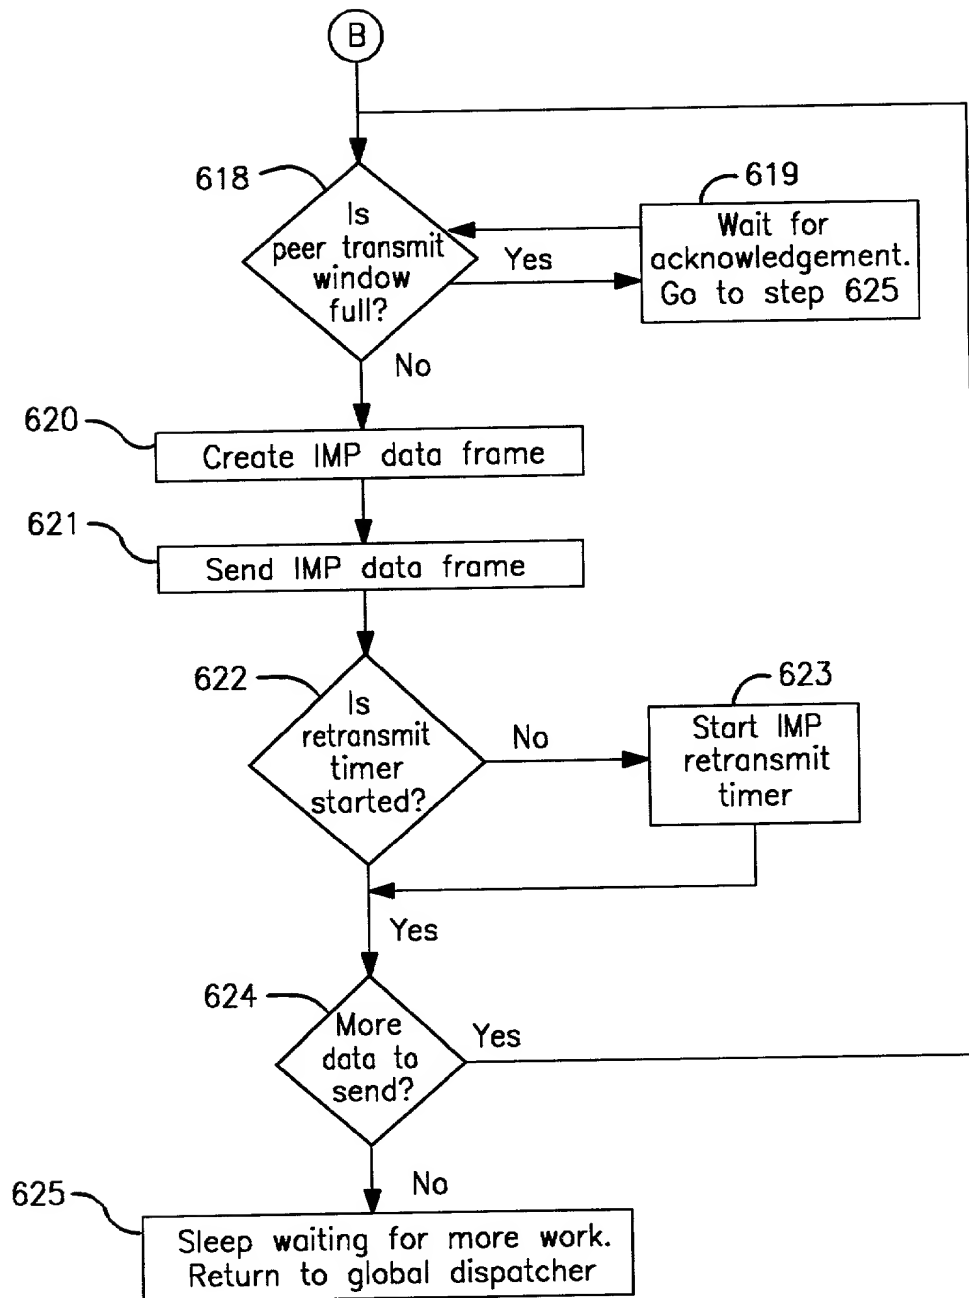 B
618
Is
peer transmit
window
full?
Yes
No
619
Wait for
acknowledgement.
Go to step 625
620
Create IMP data frame
621
Send IMP data frame
622
Is
retransmit
timer
started?
No
Yes
623
Start IMP
retransmit
timer
624
More
data to
send?
Yes
No
625
Sleep waiting for more work.
Return to global dispatcher